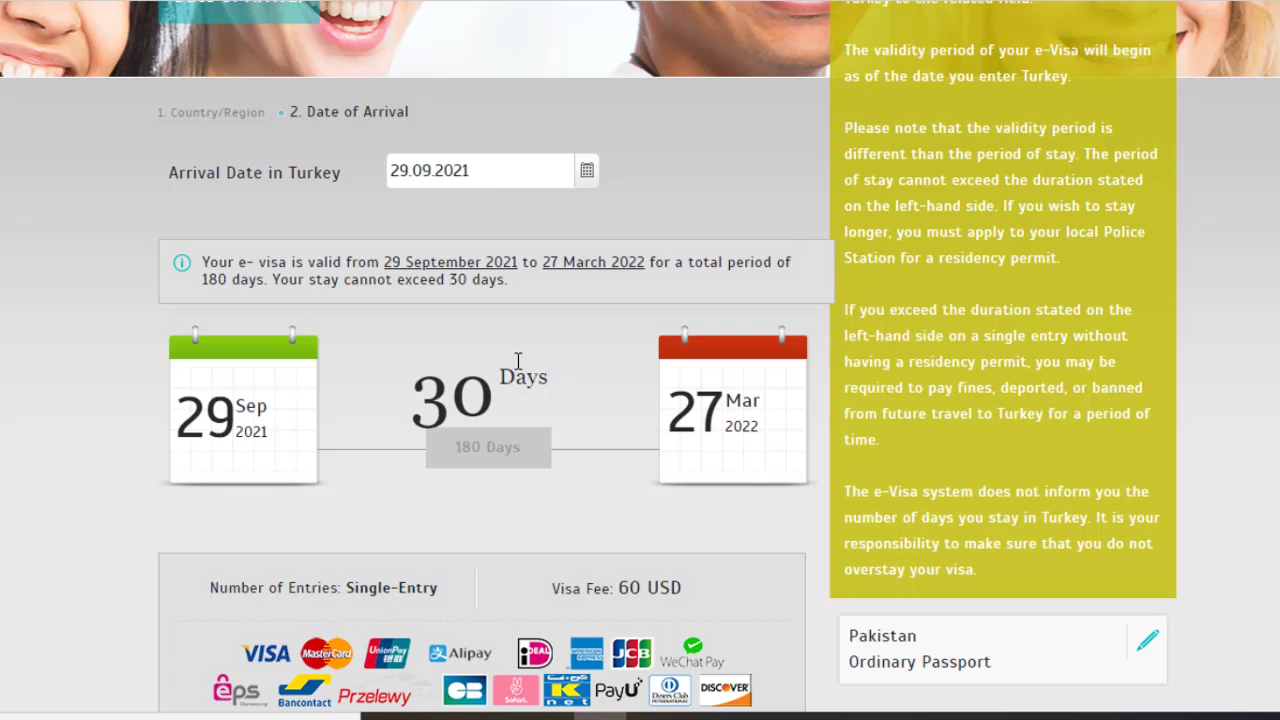 1. Country/Region
2. Date of Arrival
Arrival Date in Turkey
29.09.2021
Your e- visa is valid from 29 September 2021 to 27 March 2022 for a total period of
180 days. Your stay cannot exceed 30 days.
29 Sep
2021
30 Days
180 Days
27 Mar
2022
Number of Entries: Single-Entry
Visa Fee: 60 USD
VISA
MasterCard
UnionPay
银联
Alipay
iDEAL
AMERICAN
EXPRESS
JCB
WeChat Pay
eps
Bancontact
Przelewy
CB
Sofort.
K
net
PayU
Diners Club
INTERNATIONAL
DISCOVER
The validity period of your e-Visa will begin
as of the date you enter Turkey.
Please note that the validity period is
different than the period of stay. The period
of stay cannot exceed the duration stated
on the left-hand side. If you wish to stay
longer, you must apply to your local Police
Station for a residency permit.
If you exceed the duration stated on the
left-hand side on a single entry without
having a residency permit, you may be
required to pay fines, deported, or banned
from future travel to Turkey for a period of
time.
The e-Visa system does not inform you the
number of days you stay in Turkey. It is your
responsibility to make sure that you do not
overstay your visa.
Pakistan
Ordinary Passport